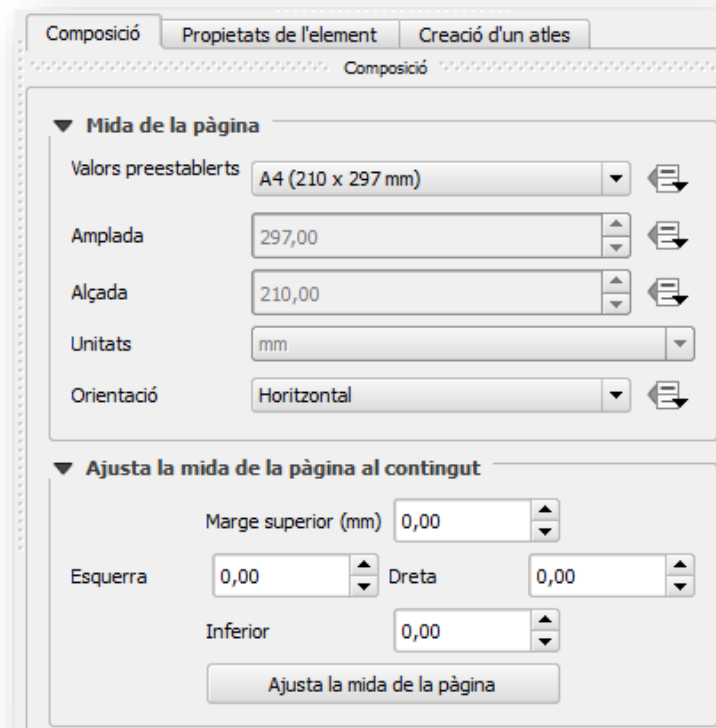 Composició Propietats de l'element Creació d'un atles
Composició
Mida de la pàgina
Valors preestablerts A4 (210 x 297 mm)
Amplada 297,00
Alçada 210,00
Unitats mm
Orientació Horitzontal
Ajusta la mida de la pàgina al contingut
Marge superior (mm) 0,00
Esquerra 0,00 Dreta 0,00
Inferior 0,00
Ajusta la mida de la pàgina